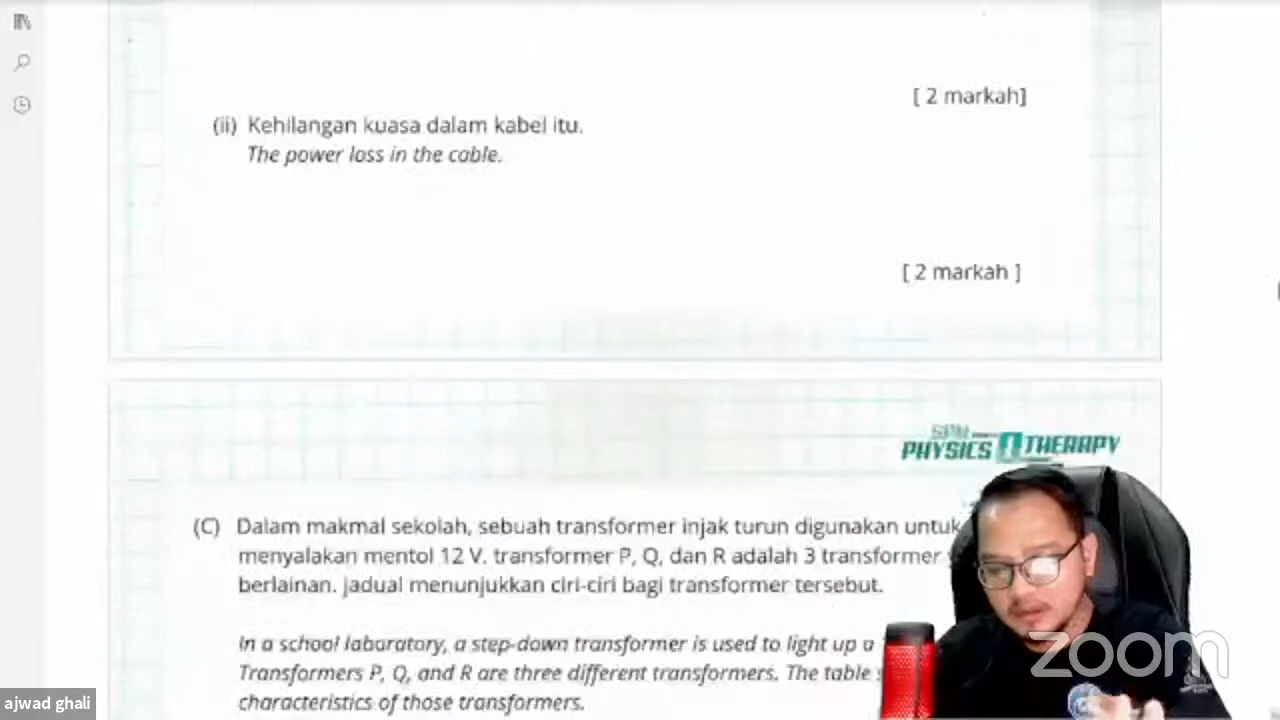 [ 2 markah]
(ii) Kehilangan kuasa dalam kabel itu.
The power loss in the cable.
[ 2 markah ]
SPM
PHYSICS THERAPY
(C) Dalam makmal sekolah, sebuah transformer injak turun digunakan untuk
menyalakan mentol 12 V. transformer P, Q, dan R adalah 3 transformer
berlainan. jadual menunjukkan ciri-ciri bagi transformer tersebut.
In a school laboratory, a step-down transformer is used to light up a
Transformers P, Q, and R are three different transformers. The table
characteristics of those transformers.
zoom
ajwad ghali